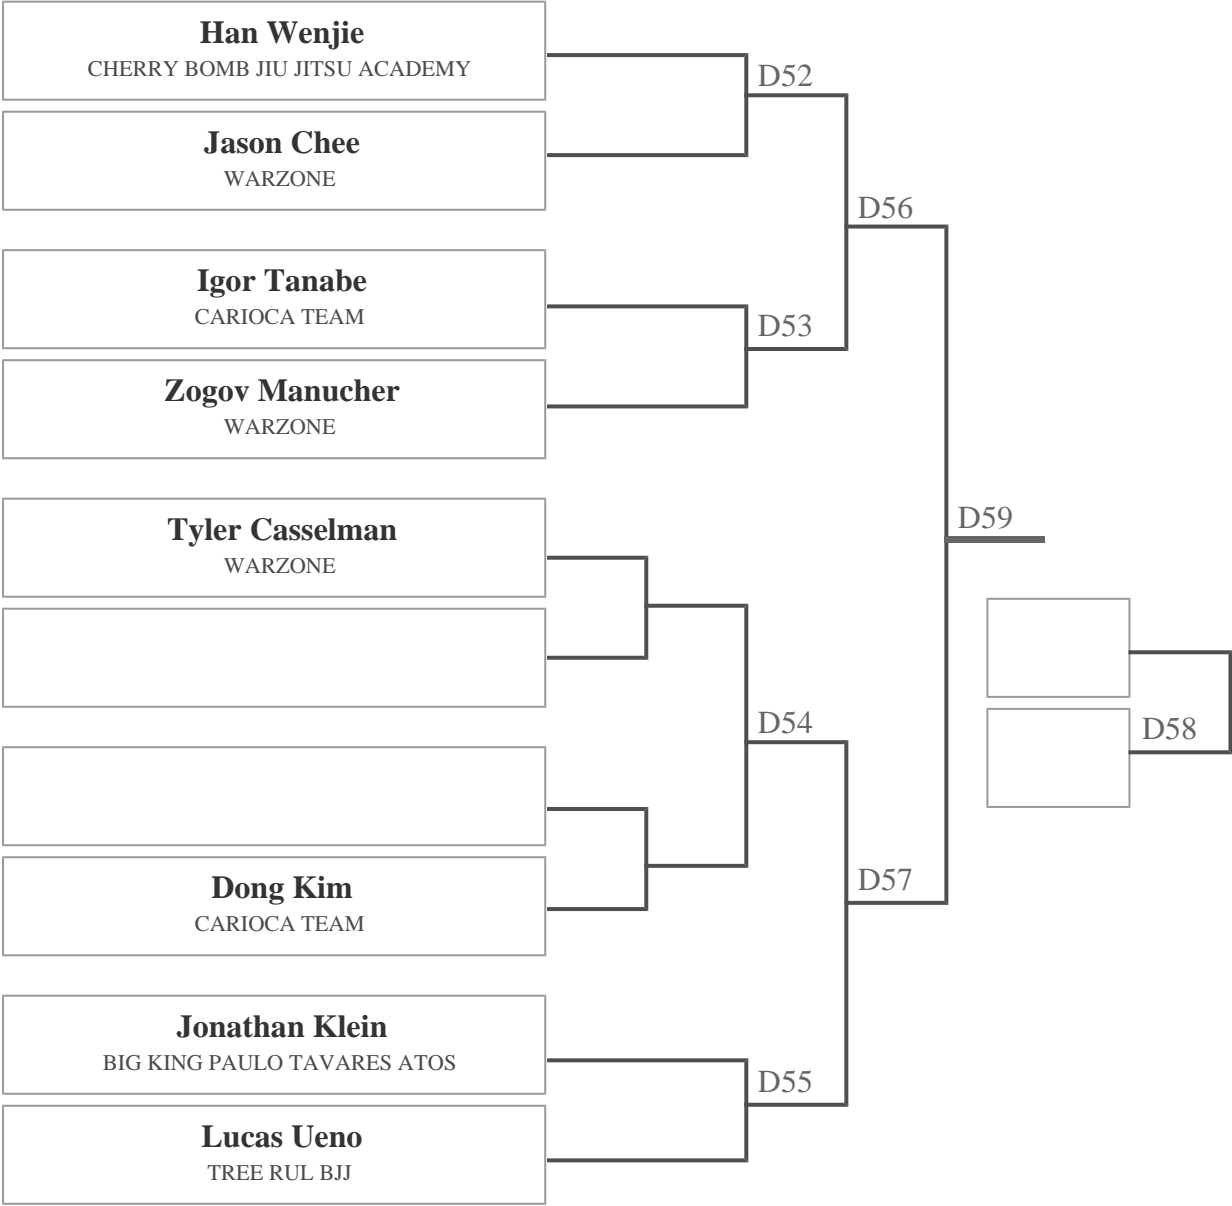 Han Wenjie
CHERRY BOMB JIU JITSU ACADEMY
D52
Jason Chee
WARZONE
D56
Igor Tanabe
CARIOCA TEAM
D53
Zogov Manucher
WARZONE
Tyler Casselman
WARZONE
D59
D54
D58
Dong Kim
CARIOCA TEAM
D57
Jonathan Klein
BIG KING PAULO TAVARES ATOS
D55
Lucas Ueno
TREE RUL BJJ